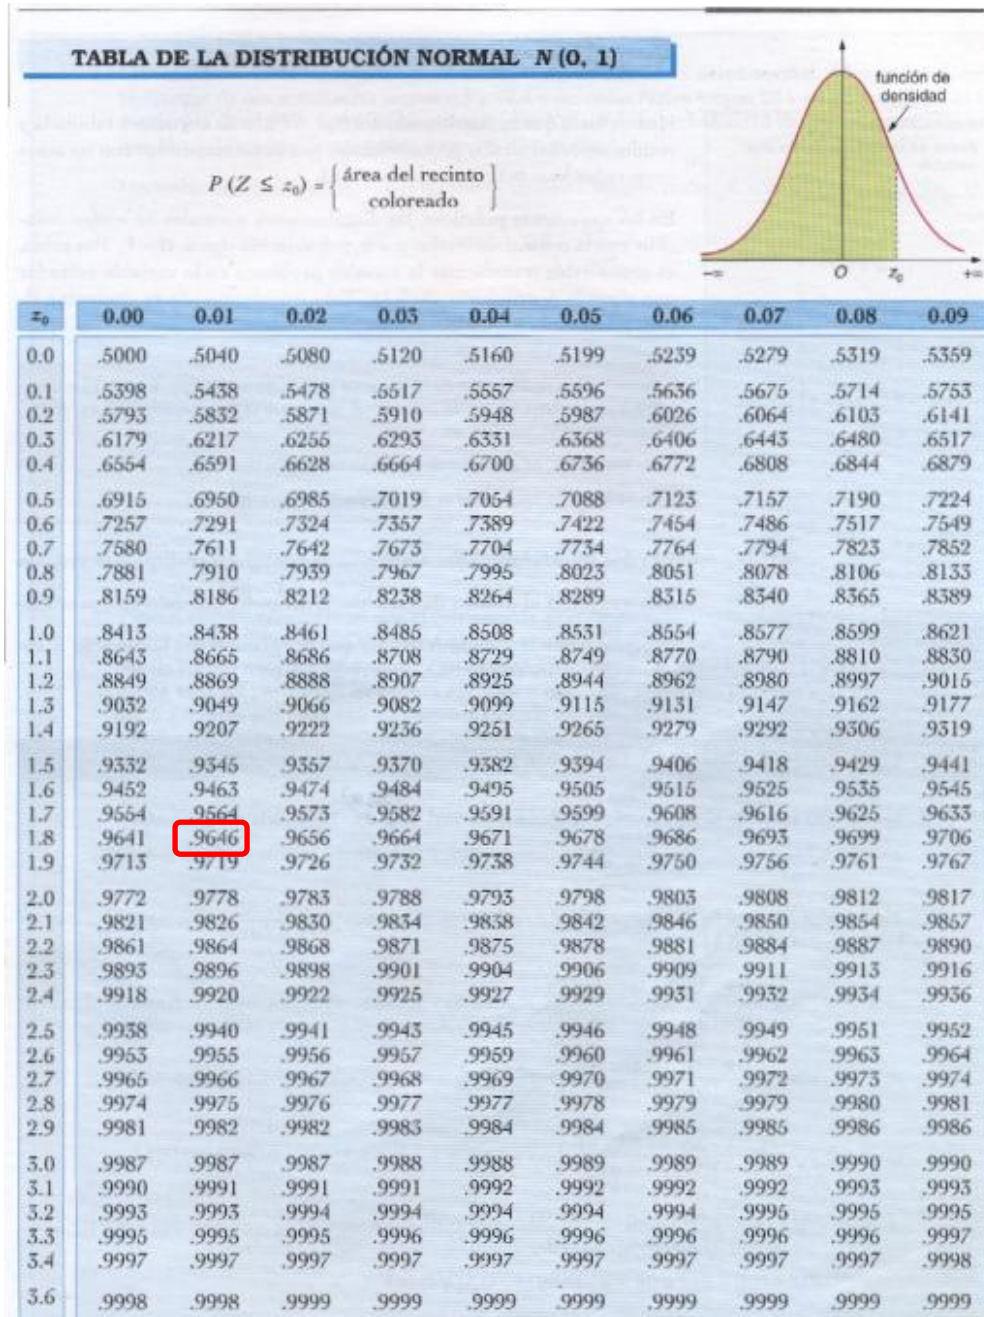 TABLA DE LA DISTRIBUCIÓN NORMAL N (0, 1)
función de
densidad
P (Z ≤ z₀) = { área del recinto
coloreado }
-∞ O z₀ +∞
z₀ 0.00 0.01 0.02 0.03 0.04 0.05 0.06 0.07 0.08 0.09
0.0 .5000 .5040 .5080 .5120 .5160 .5199 .5239 .5279 .5319 .5359
0.1 .5398 .5438 .5478 .5517 .5557 .5596 .5636 .5675 .5714 .5753
0.2 .5793 .5832 .5871 .5910 .5948 .5987 .6026 .6064 .6103 .6141
0.3 .6179 .6217 .6255 .6293 .6331 .6368 .6406 .6443 .6480 .6517
0.4 .6554 .6591 .6628 .6664 .6700 .6736 .6772 .6808 .6844 .6879
0.5 .6915 .6950 .6985 .7019 .7054 .7088 .7123 .7157 .7190 .7224
0.6 .7257 .7291 .7324 .7357 .7389 .7422 .7454 .7486 .7517 .7549
0.7 .7580 .7611 .7642 .7673 .7704 .7734 .7764 .7794 .7823 .7852
0.8 .7881 .7910 .7939 .7967 .7995 .8023 .8051 .8078 .8106 .8133
0.9 .8159 .8186 .8212 .8238 .8264 .8289 .8315 .8340 .8365 .8389
1.0 .8413 .8438 .8461 .8485 .8508 .8531 .8554 .8577 .8599 .8621
1.1 .8643 .8665 .8686 .8708 .8729 .8749 .8770 .8790 .8810 .8830
1.2 .8849 .8869 .8888 .8907 .8925 .8944 .8962 .8980 .8997 .9015
1.3 .9032 .9049 .9066 .9082 .9099 .9115 .9131 .9147 .9162 .9177
1.4 .9192 .9207 .9222 .9236 .9251 .9265 .9279 .9292 .9306 .9319
1.5 .9332 .9345 .9357 .9370 .9382 .9394 .9406 .9418 .9429 .9441
1.6 .9452 .9463 .9474 .9484 .9495 .9505 .9515 .9525 .9535 .9545
1.7 .9554 .9564 .9573 .9582 .9591 .9599 .9608 .9616 .9625 .9633
1.8 .9641 .9646 .9656 .9664 .9671 .9678 .9686 .9693 .9699 .9706
1.9 .9713 .9719 .9726 .9732 .9738 .9744 .9750 .9756 .9761 .9767
2.0 .9772 .9778 .9783 .9788 .9793 .9798 .9803 .9808 .9812 .9817
2.1 .9821 .9826 .9830 .9834 .9838 .9842 .9846 .9850 .9854 .9857
2.2 .9861 .9864 .9868 .9871 .9875 .9878 .9881 .9884 .9887 .9890
2.3 .9893 .9896 .9898 .9901 .9904 .9906 .9909 .9911 .9913 .9916
2.4 .9918 .9920 .9922 .9925 .9927 .9929 .9931 .9932 .9934 .9936
2.5 .9938 .9940 .9941 .9943 .9945 .9946 .9948 .9949 .9951 .9952
2.6 .9953 .9955 .9956 .9957 .9959 .9960 .9961 .9962 .9963 .9964
2.7 .9965 .9966 .9967 .9968 .9969 .9970 .9971 .9972 .9973 .9974
2.8 .9974 .9975 .9976 .9977 .9977 .9978 .9979 .9979 .9980 .9981
2.9 .9981 .9982 .9982 .9983 .9984 .9984 .9985 .9985 .9986 .9986
3.0 .9987 .9987 .9987 .9988 .9988 .9989 .9989 .9989 .9990 .9990
3.1 .9990 .9991 .9991 .9991 .9992 .9992 .9992 .9992 .9993 .9993
3.2 .9993 .9993 .9994 .9994 .9994 .9994 .9994 .9995 .9995 .9995
3.3 .9995 .9995 .9995 .9996 .9996 .9996 .9996 .9996 .9996 .9997
3.4 .9997 .9997 .9997 .9997 .9997 .9997 .9997 .9997 .9997 .9998
3.6 .9998 .9998 .9999 .9999 .9999 .9999 .9999 .9999 .9999 .9999